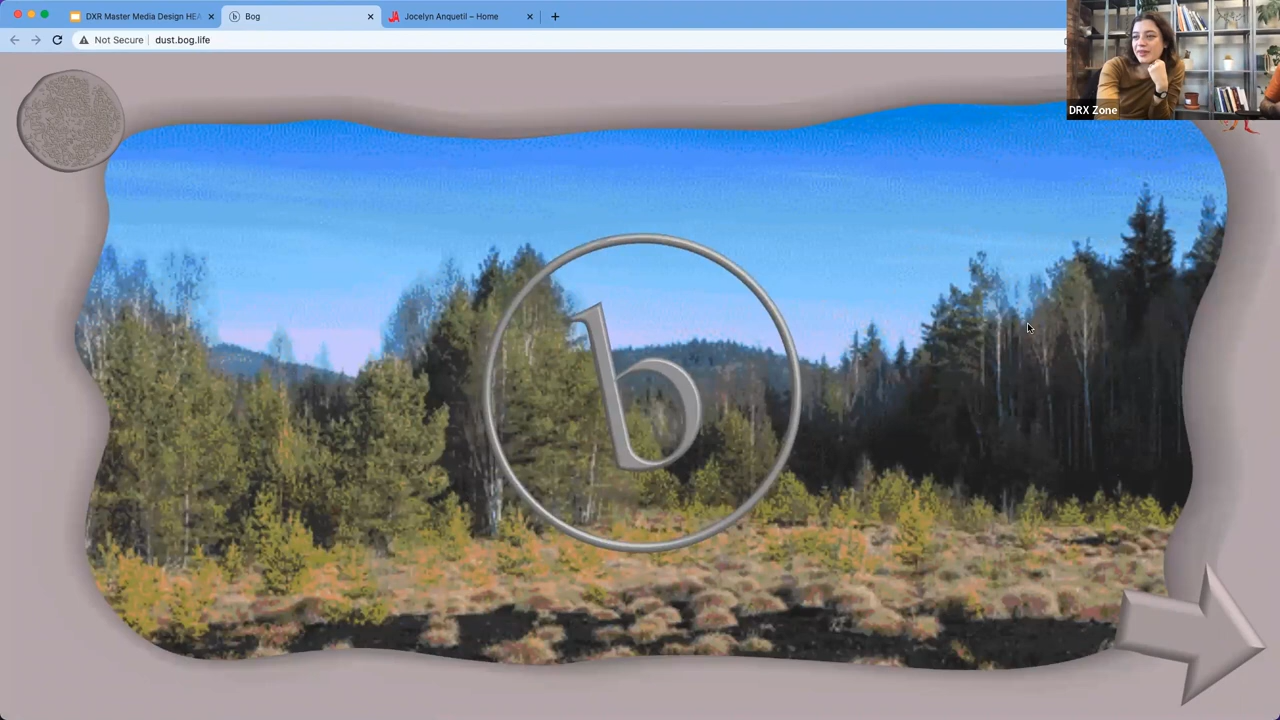 DXR Master Media Design HEA
Bog
Jocelyn Anquetil – Home
Not Secure
dust.bog.life
DRX Zone
b